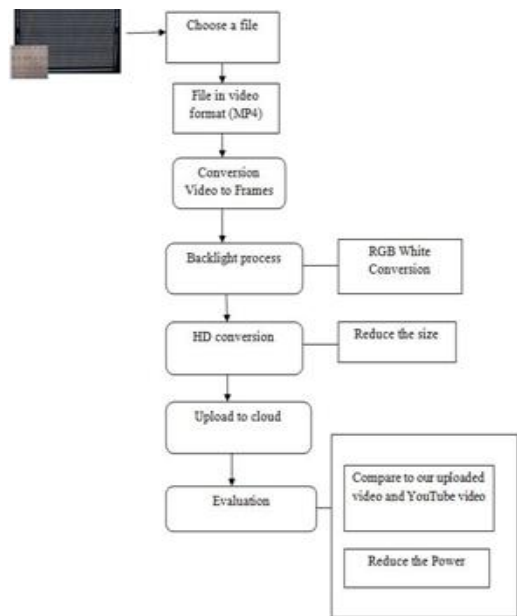 Choose a file
File in video
format (MP4)
Conversion
Video to Frames
Backlight process
RGB White
Conversion
HD conversion
Reduce the size
Upload to cloud
Evaluation
Compare to our uploaded
video and YouTube video
Reduce the Power